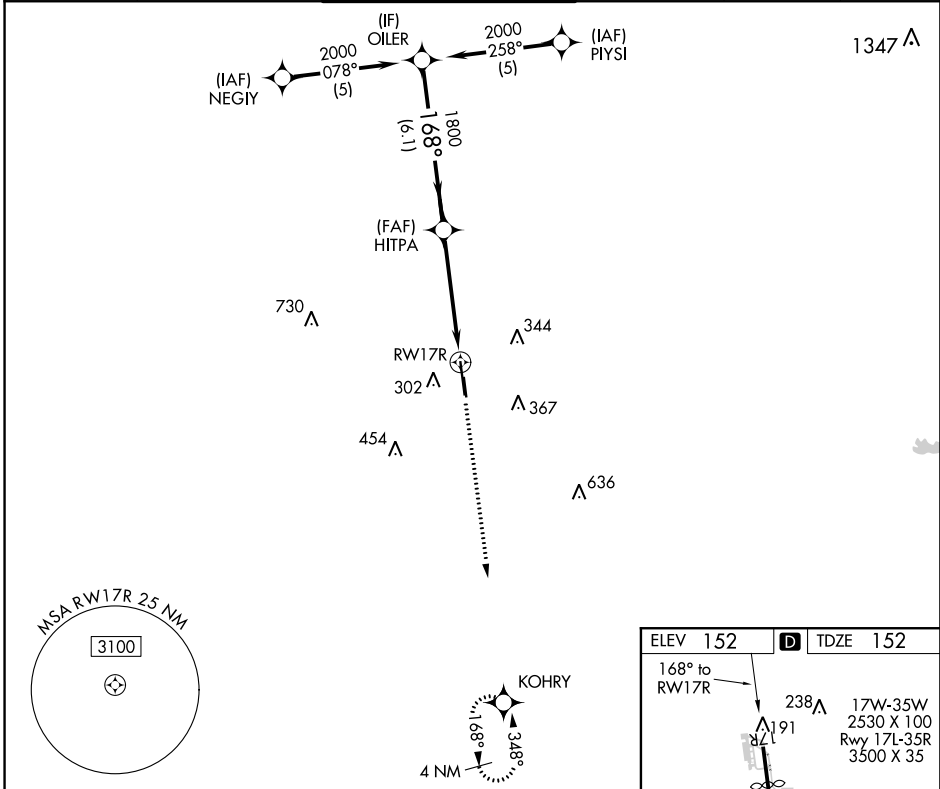 (IF)
OILER
2000
078°
(5)
2000
258°
(5)
(IAF)
PIYSI
1347
(IAF)
NEGIY
1800
168°
(6.1)
(FAF)
HITPA
730
344
RW17R
302
367
454
636
MSA RW17R 25 NM
3100
KOHRY
168°
348°
4 NM
ELEV 152 D TDZE 152
168° to
RW17R
238
191
17R
17W-35W
2530 X 100
Rwy 17L-35R
3500 X 35